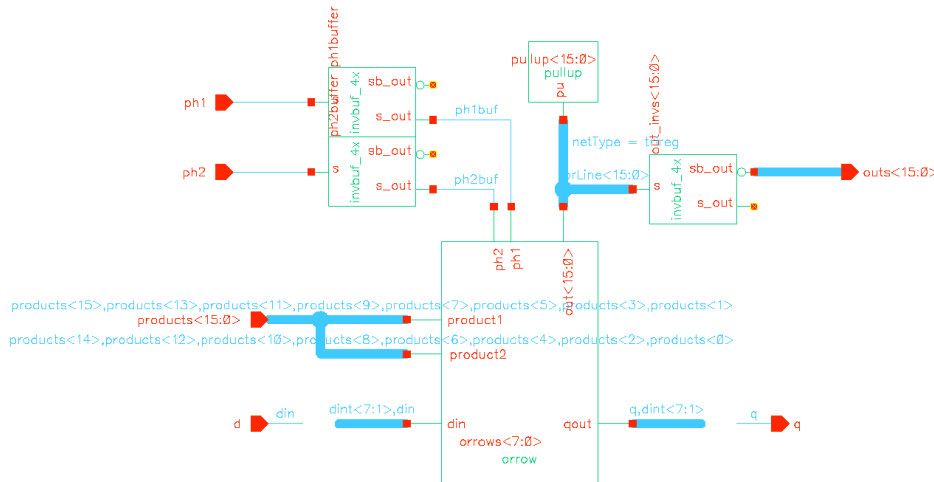 ph1buffer
ph2buffer
invbuf_4x
sb_out
s
s_out
invbuf_4x
sb_out
s
s_out
ph1
ph2
ph1buf
ph2buf
pullup<15:0>
pullup
pu
out_invs<15:0>
orLine<15:0>
invbuf_4x
s
sb_out
s_out
outs<15:0>
ph2
ph1
out<15:0>
products<15>,products<13>,products<11>,products<9>,products<7>,products<5>,products<3>,products<1>
products<15:0>
product1
products<14>,products<12>,products<10>,products<8>,products<6>,products<4>,products<2>,products<0>
product2
d
din
dint<7:1>,din
din
qout
q,dint<7:1>
q
q
orrows<7:0>
orrow